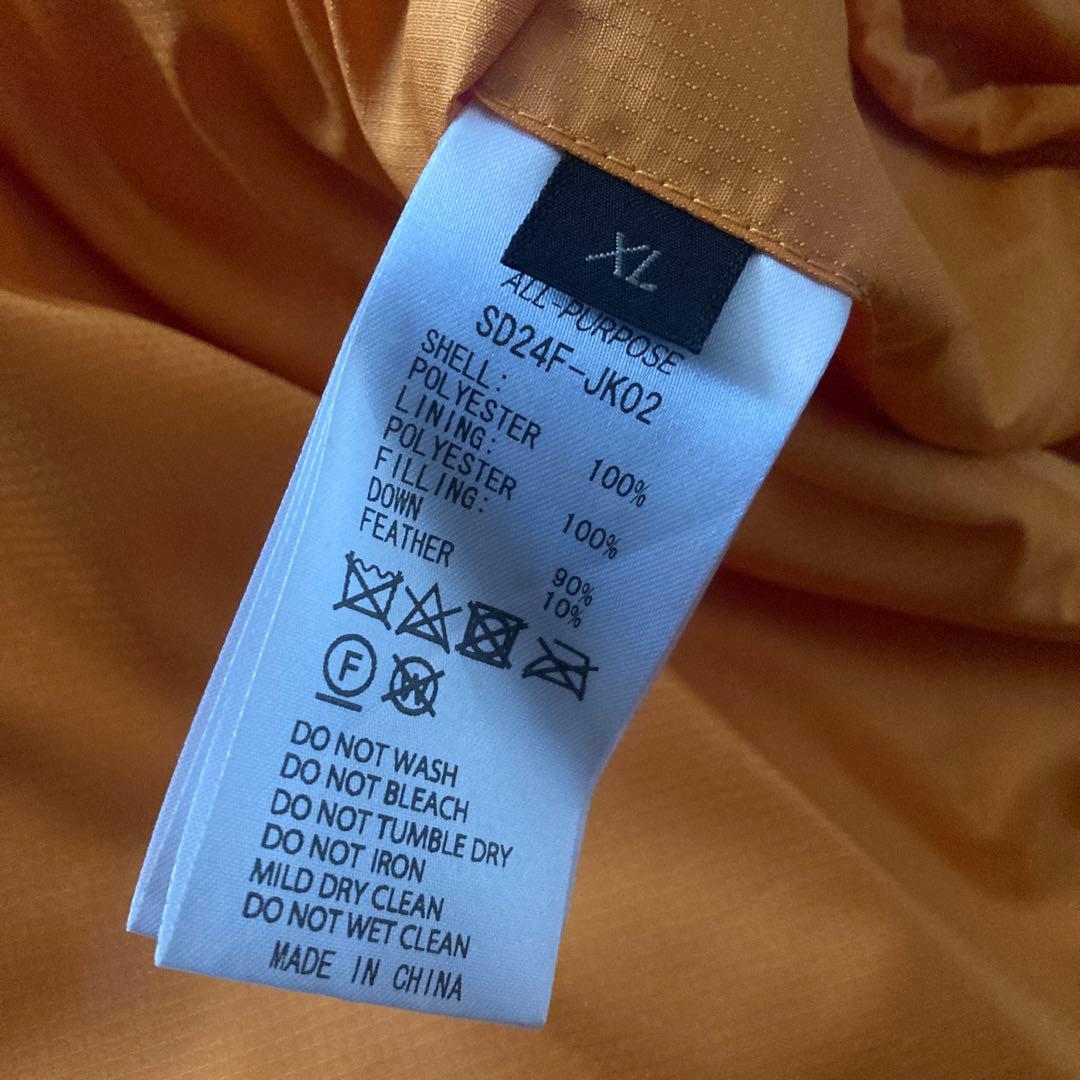 XL
ALL-PURPOSE
SD24F-JK02
SHELL:
POLYESTER 100%
LINING:
POLYESTER 100%
FILLING:
DOWN 90%
FEATHER 10%
F W
DO NOT WASH
DO NOT BLEACH
DO NOT TUMBLE DRY
DO NOT IRON
MILD DRY CLEAN
DO NOT WET CLEAN
MADE IN CHINA